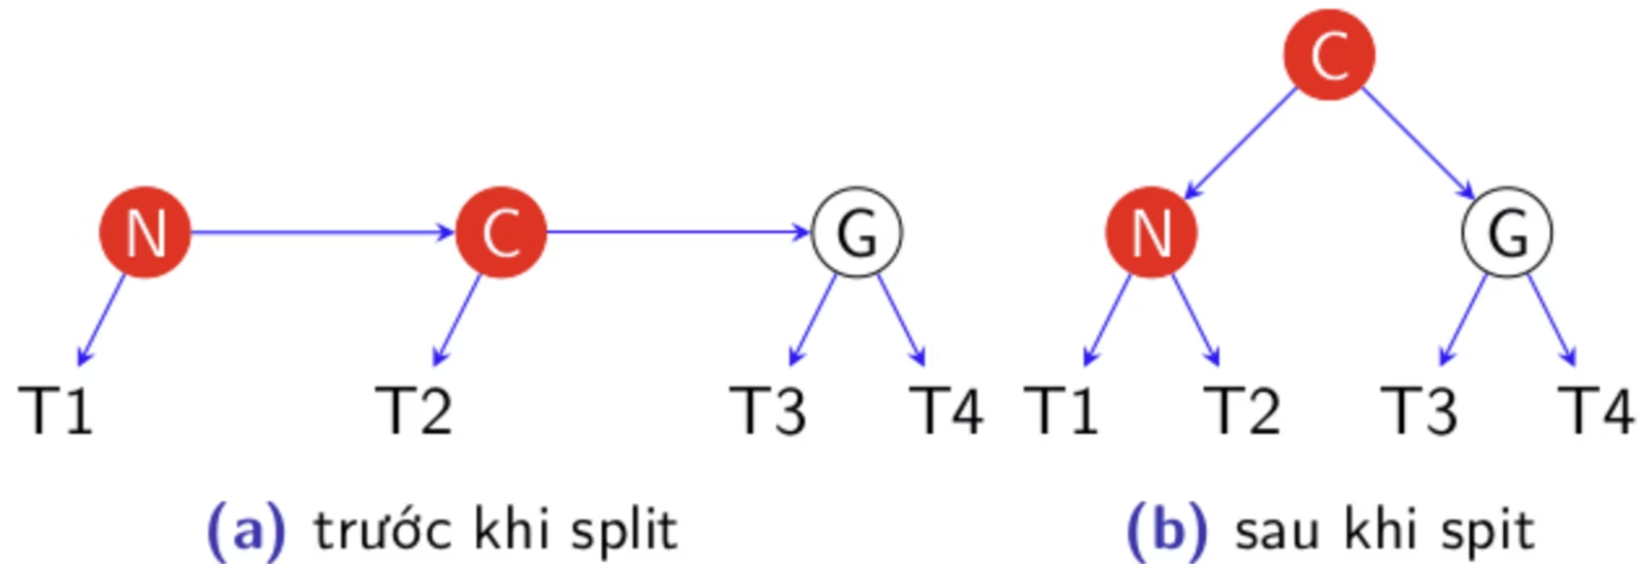 C
N C G N G
T1 T2 T3 T4 T1 T2 T3 T4
(a) trước khi split (b) sau khi spit